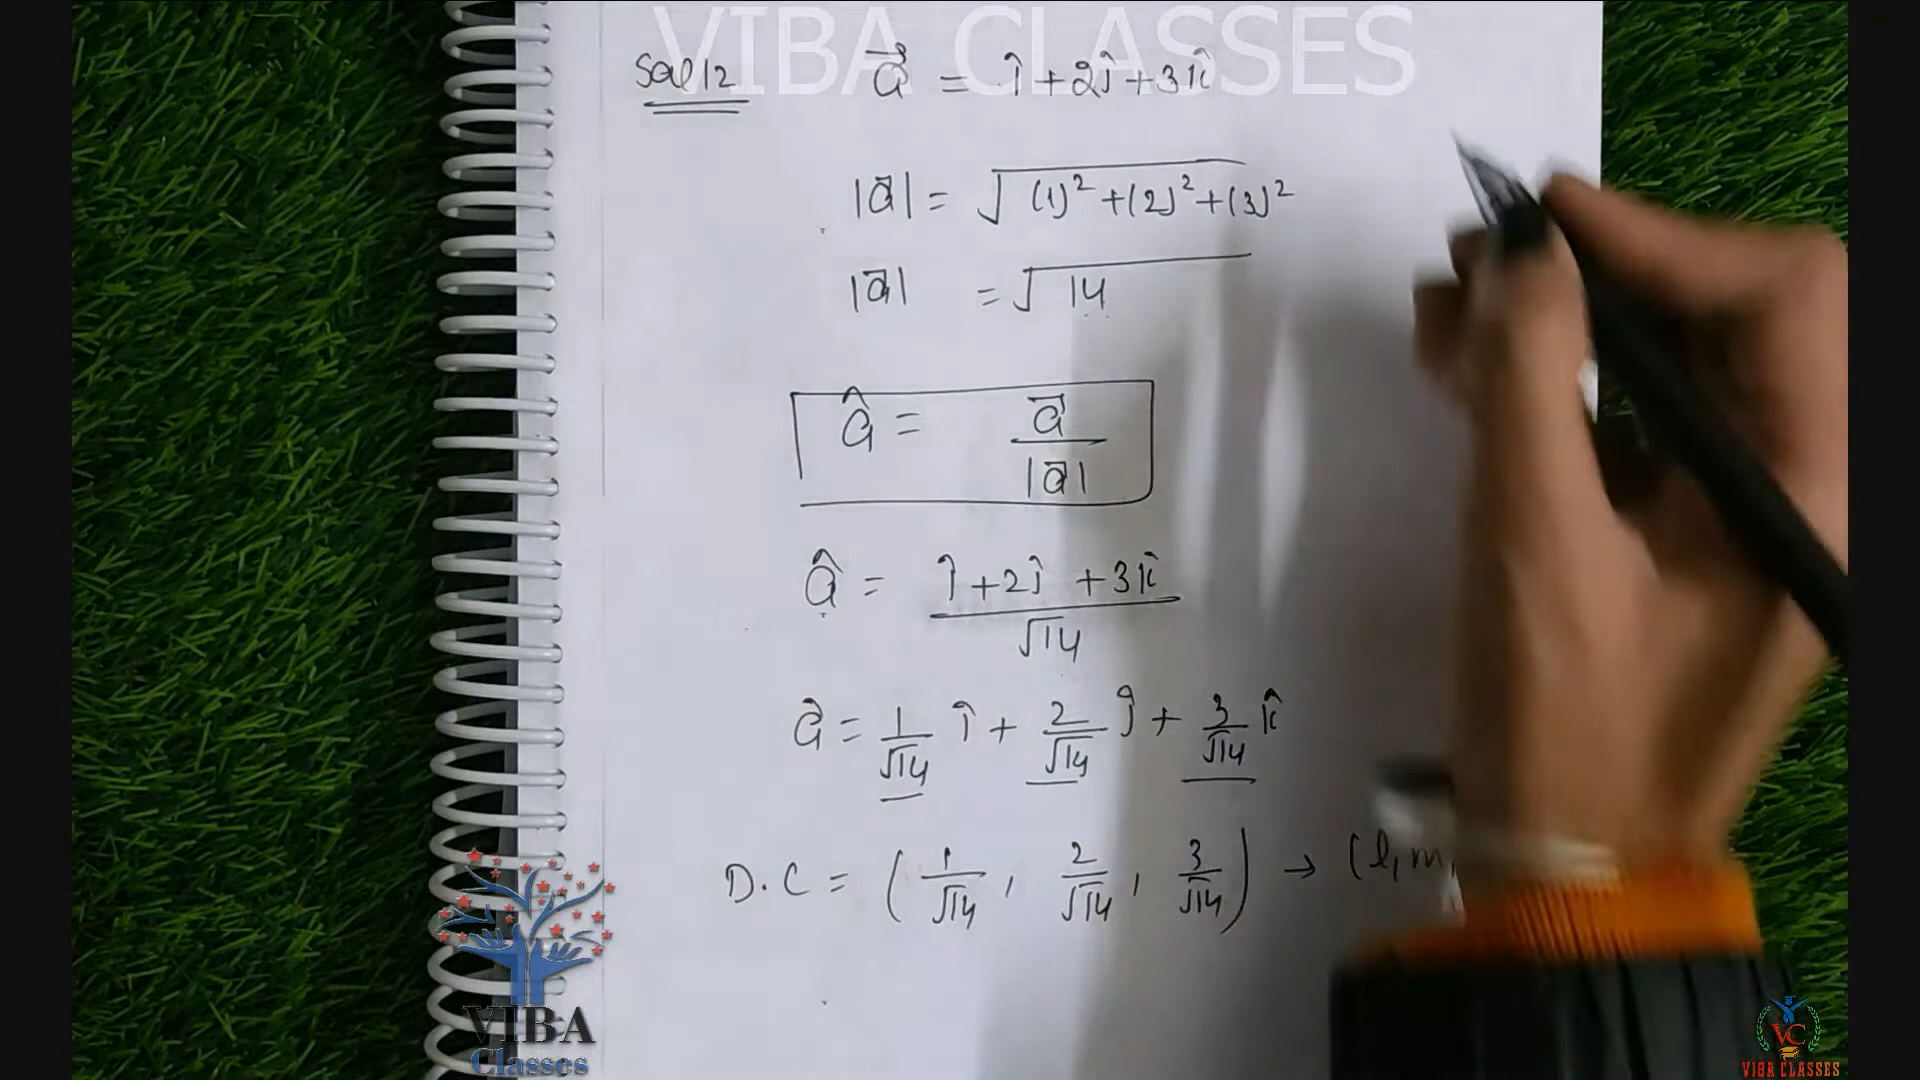 VIBA CLASSES
Sol 12 a⃗ = î + 2ĵ + 3k̂
|a⃗| = √(1)² + (2)² + (3)²
|a⃗| = √14
â = a⃗ / |a⃗|
â = î + 2ĵ + 3k̂ / √14
â = 1/√14 î + 2/√14 ĵ + 3/√14 k̂
D.C = (1/√14, 2/√14, 3/√14) → (l, m,
VIBA
Classes
VC
VIBA CLASSES